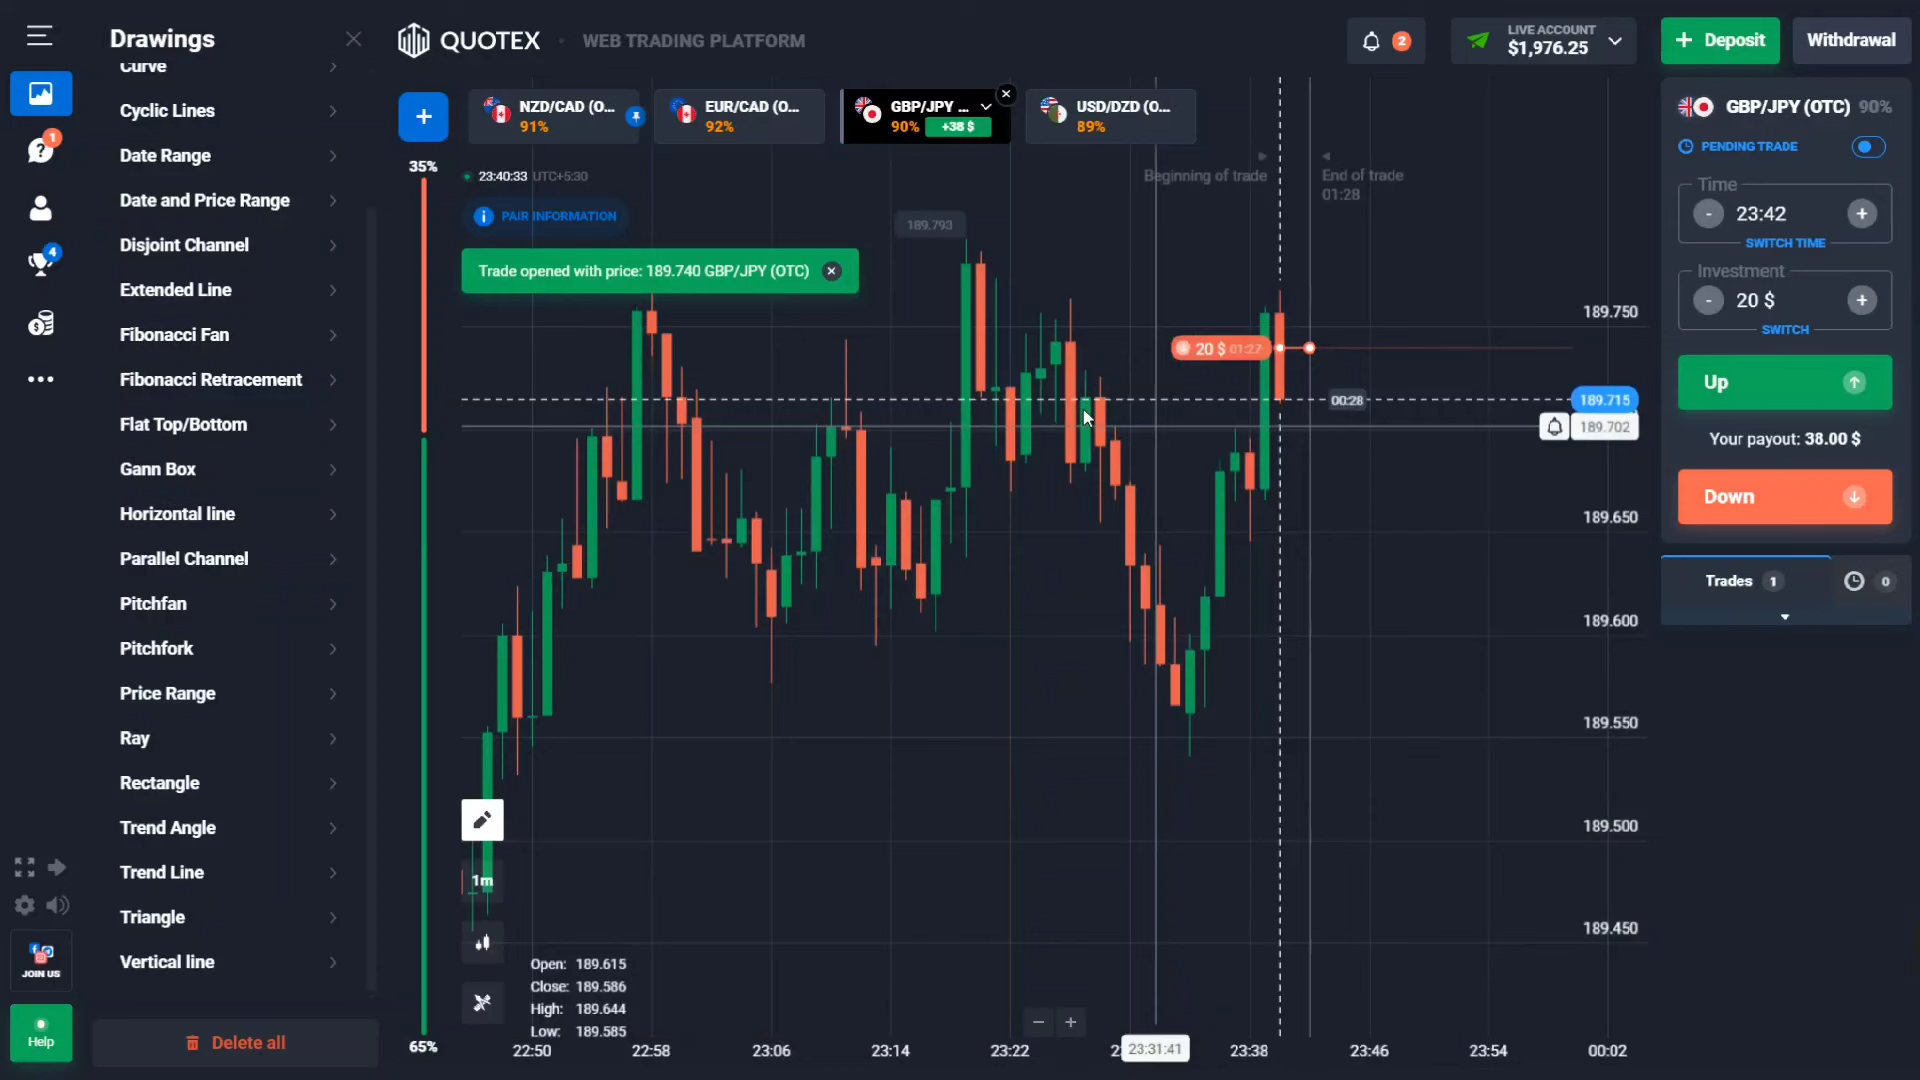 Drawings
Curve
Cyclic Lines
Date Range
Date and Price Range
Disjoint Channel
Extended Line
Fibonacci Fan
Fibonacci Retracement
Flat Top/Bottom
Gann Box
Horizontal line
Parallel Channel
Pitchfan
Pitchfork
Price Range
Ray
Rectangle
Trend Angle
Trend Line
Triangle
Vertical line
Delete all
1
4
JOIN US
Help
QUOTEX
WEB TRADING PLATFORM
2
LIVE ACCOUNT
$1,976.25
+ Deposit
Withdrawal
+
NZD/CAD (O...
91%
EUR/CAD (O...
92%
GBP/JPY ...
90% +38 $
USD/DZD (O...
89%
35%
65%
23:40:33 UTC+5:30
PAIR INFORMATION
Trade opened with price: 189.740 GBP/JPY (OTC)
189.793
Beginning of trade
End of trade
01:28
20 $ 01:27
00:28
189.750
189.715
189.702
189.650
189.600
189.550
189.500
189.450
1m
Open: 189.615
Close: 189.586
High: 189.644
Low: 189.585
22:50
22:58
23:06
23:14
23:22
23:31:41
23:38
23:46
23:54
00:02
GBP/JPY (OTC) 90%
PENDING TRADE
Time
- 23:42 +
SWITCH TIME
Investment
- 20 $ +
SWITCH
Up
Your payout: 38.00 $
Down
Trades 1
0